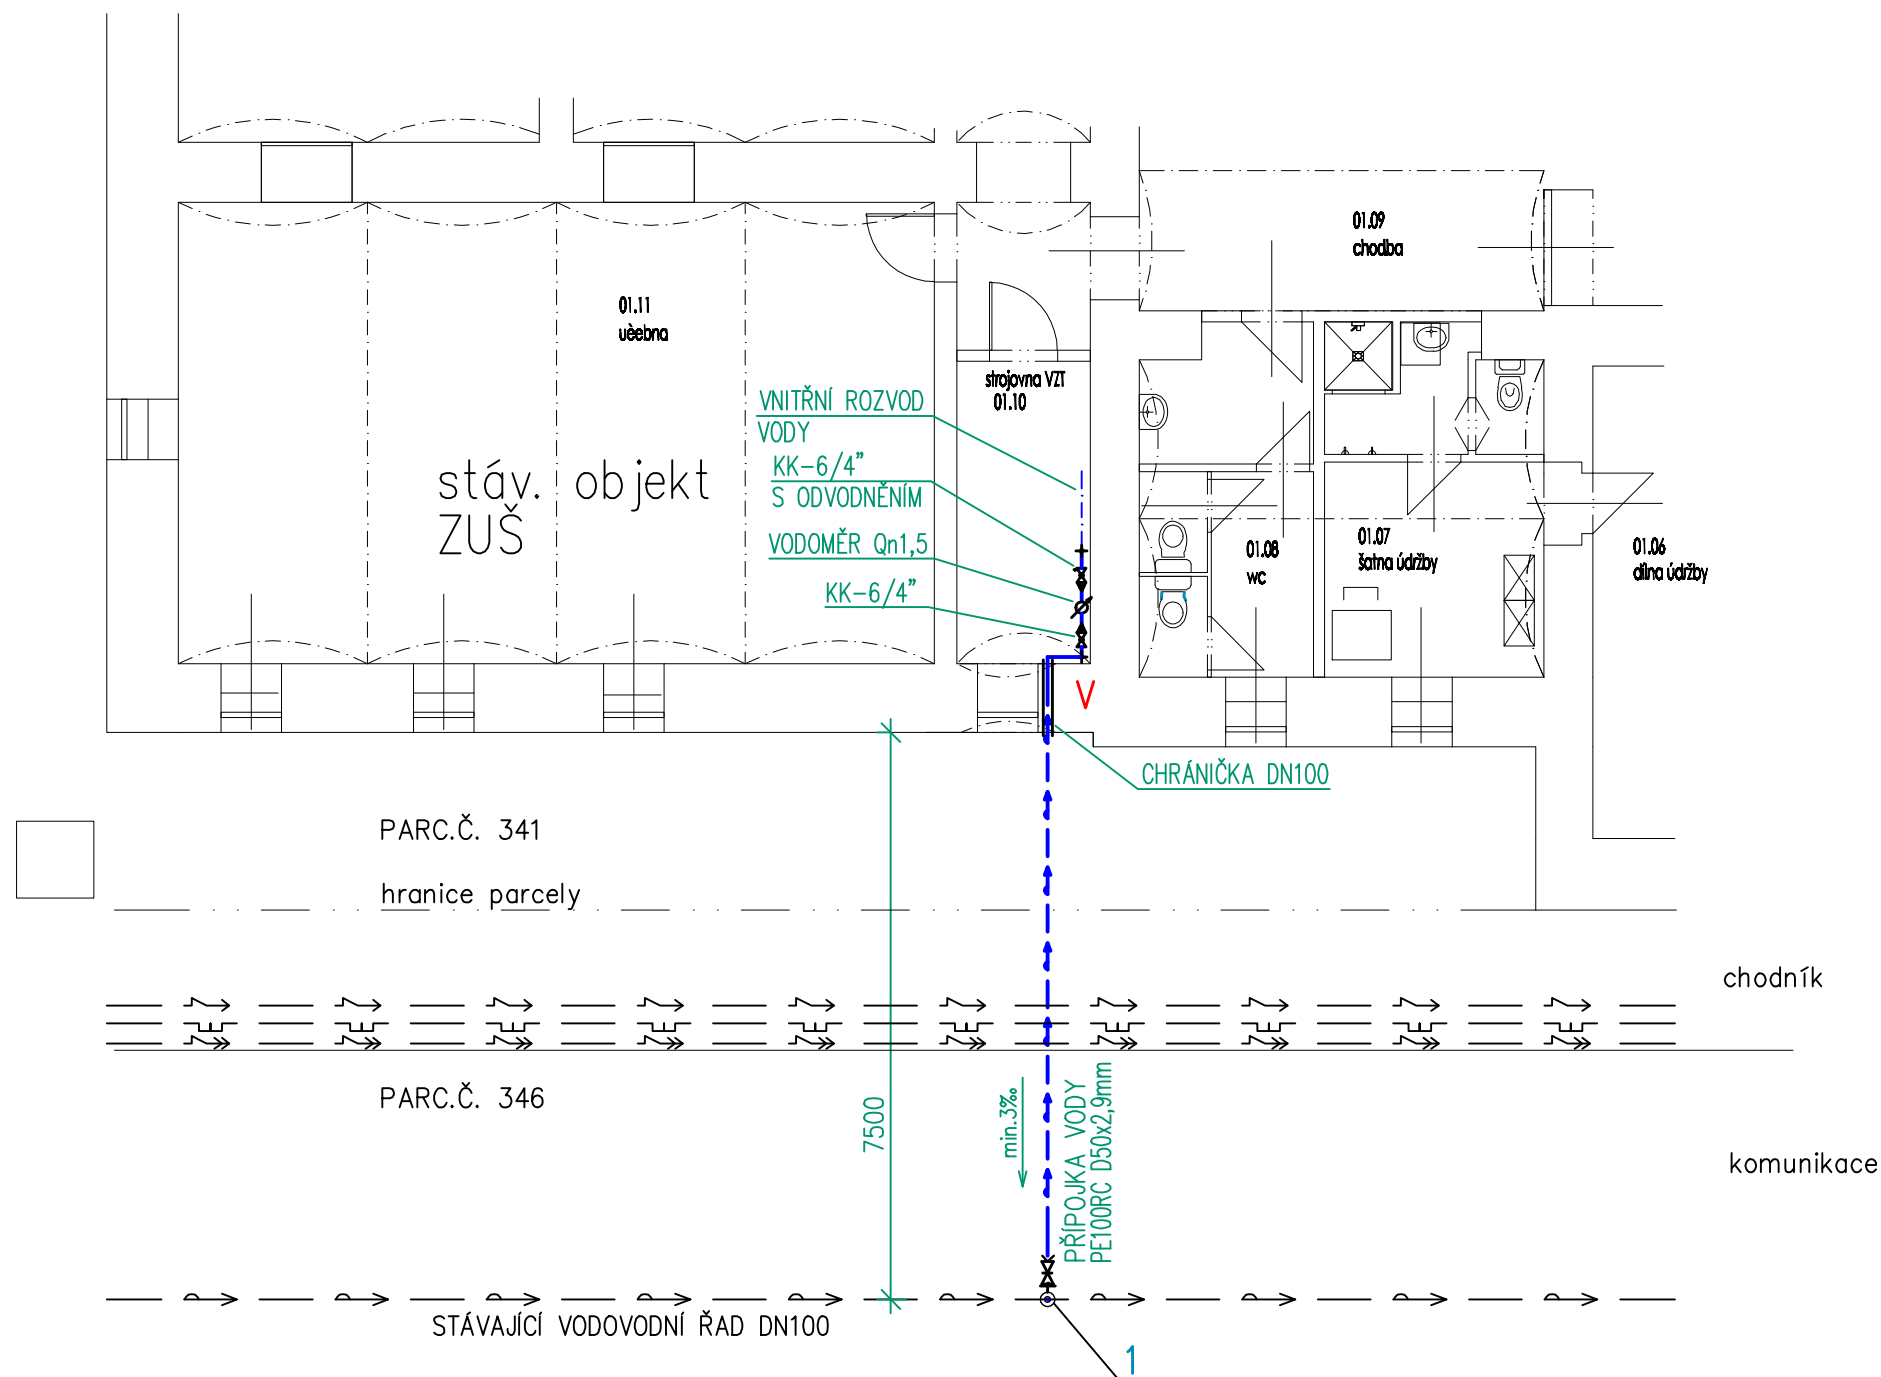 01.09
chodba
01.11
uèebna
strojovna VZT
01.10
VNITŘNÍ ROZVOD
VODY
KK-6/4”
S ODVODNĚNÍM
stáv. objekt
ZUŠ
VODOMĚR Qn1,5
KK-6/4”
01.08
wc
01.07
šatna údržby
01.06
dílna údržby
V
CHRÁNIČKA DN100
PARC.Č. 341
hranice parcely
chodník
PARC.Č. 346
7500
min.3‰
PŘÍPOJKA VODY
PE100RC D50x2,9mm
komunikace
STÁVAJÍCÍ VODOVODNÍ ŘAD DN100
1